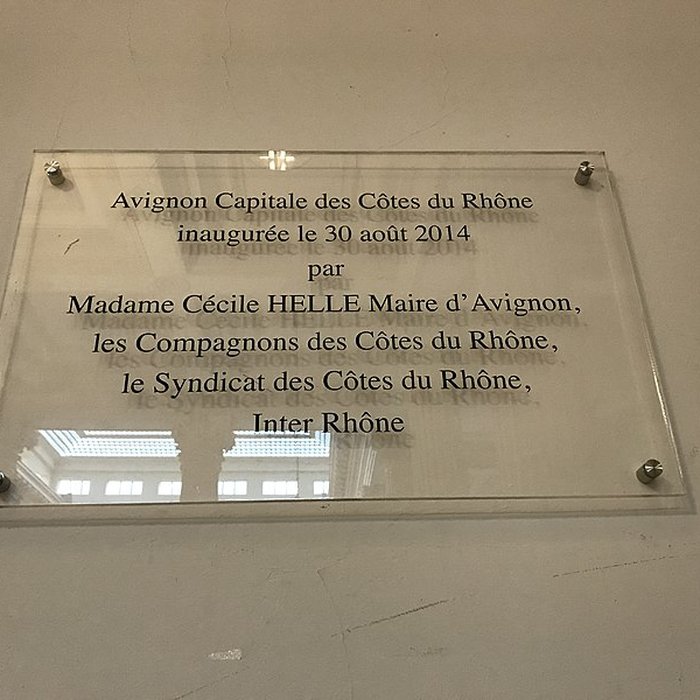 Avignon Capitale des Côtes du Rhône
inaugurée le 30 août 2014
par
Madame Cécile HELLE Maire d'Avignon,
les Compagnons des Côtes du Rhône,
le Syndicat des Côtes du Rhône,
Inter Rhône